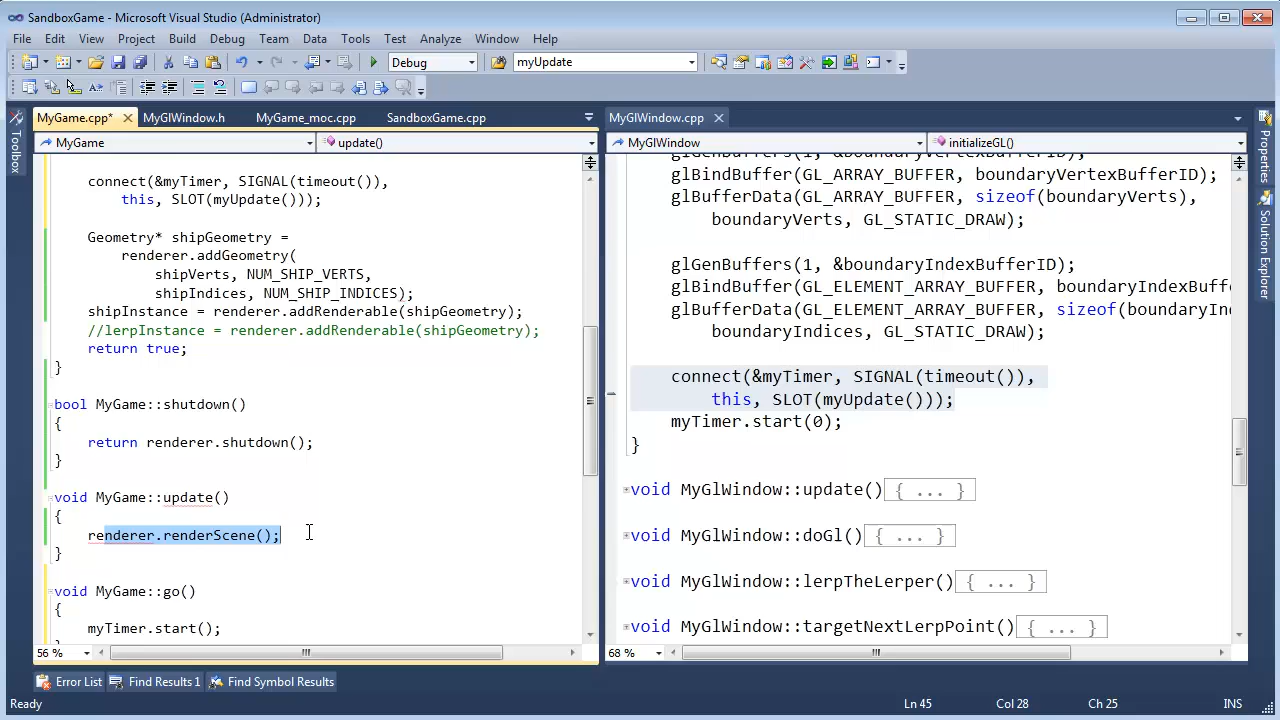 SandboxGame - Microsoft Visual Studio (Administrator)
File Edit View Project Build Debug Team Data Tools Test Analyze Window Help
Debug myUpdate
MyGame.cpp* MyGlWindow.h MyGame_moc.cpp SandboxGame.cpp
MyGame update()
connect(&myTimer, SIGNAL(timeout()),
this, SLOT(myUpdate()));
Geometry* shipGeometry =
renderer.addGeometry(
shipVerts, NUM_SHIP_VERTS,
shipIndices, NUM_SHIP_INDICES);
shipInstance = renderer.addRenderable(shipGeometry);
//lerpInstance = renderer.addRenderable(shipGeometry);
return true;
}
bool MyGame::shutdown()
{
return renderer.shutdown();
}
void MyGame::update()
{
renderer.renderScene();
}
void MyGame::go()
{
myTimer.start();
56 %
MyGlWindow.cpp
MyGlWindow initializeGL()
glGenBuffers(1, &boundaryVertexBufferID);
glBindBuffer(GL_ARRAY_BUFFER, boundaryVertexBufferID);
glBufferData(GL_ARRAY_BUFFER, sizeof(boundaryVerts),
boundaryVerts, GL_STATIC_DRAW);
glGenBuffers(1, &boundaryIndexBufferID);
glBindBuffer(GL_ELEMENT_ARRAY_BUFFER, boundaryIndexBuffe
glBufferData(GL_ELEMENT_ARRAY_BUFFER, sizeof(boundaryInd
boundaryIndices, GL_STATIC_DRAW);
connect(&myTimer, SIGNAL(timeout()),
this, SLOT(myUpdate()));
myTimer.start(0);
}
void MyGlWindow::update(){ ... }
void MyGlWindow::doGl(){ ... }
void MyGlWindow::lerpTheLerper(){ ... }
void MyGlWindow::targetNextLerpPoint(){ ... }
68 %
Toolbox
Properties
Solution Explorer
Error List Find Results 1 Find Symbol Results
Ready Ln 45 Col 28 Ch 25 INS